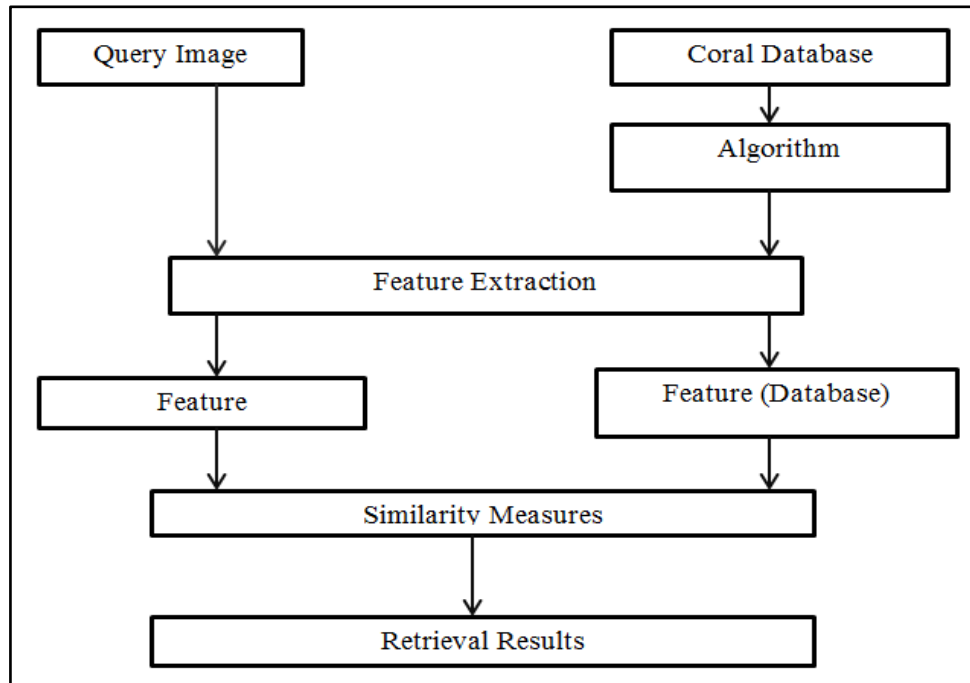 Query Image
Coral Database
Algorithm
Feature Extraction
Feature
Feature (Database)
Similarity Measures
Retrieval Results